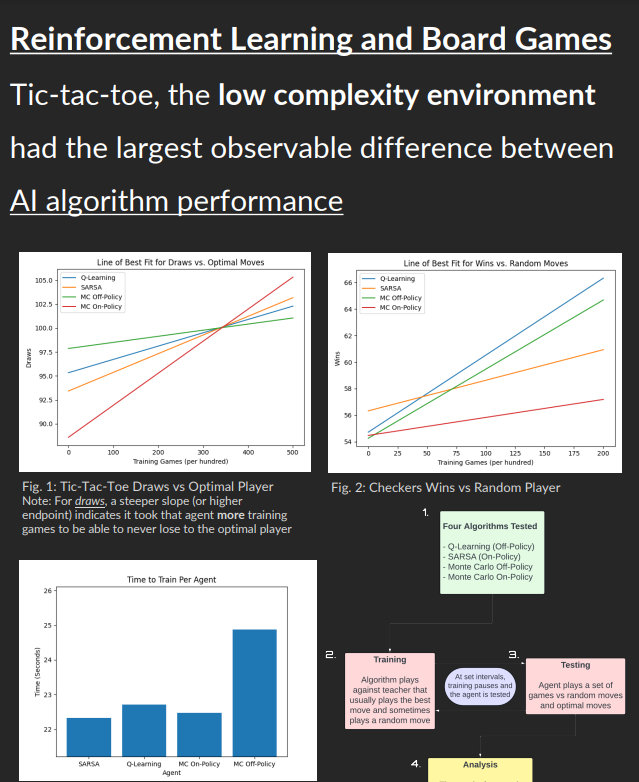 Reinforcement Learning and Board Games
Tic-tac-toe, the low complexity environment
had the largest observable difference between
AI algorithm performance
Line of Best Fit for Draws vs. Optimal Moves
Q-Learning
SARSA
MC Off-Policy
MC On-Policy
105.0
102.5
100.0
97.5
95.0
92.5
90.0
Draws
0 100 200 300 400 500
Training Games (per hundred)
Fig. 1: Tic-Tac-Toe Draws vs Optimal Player
Note: For draws, a steeper slope (or higher
endpoint) indicates it took that agent more training
games to be able to never lose to the optimal player
Line of Best Fit for Wins vs. Random Moves
Q-Learning
SARSA
MC Off-Policy
MC On-Policy
66
64
62
60
58
56
54
Wins
0 25 50 75 100 125 150 175 200
Training Games (per hundred)
Fig. 2: Checkers Wins vs Random Player
Time to Train Per Agent
26
25
24
23
22
Time (Seconds)
SARSA Q-Learning MC On-Policy MC Off-Policy
Agent
1.
Four Algorithms Tested
- Q-Learning (Off-Policy)
- SARSA (On-Policy)
- Monte Carlo Off-Policy
- Monte Carlo On-Policy
2.
Training
Algorithm plays
against teacher that
usually plays the best
move and sometimes
plays a random move
At set intervals,
training pauses and
the agent is tested
3.
Testing
Agent plays a set of
games vs random moves
and optimal moves
4.
Analysis